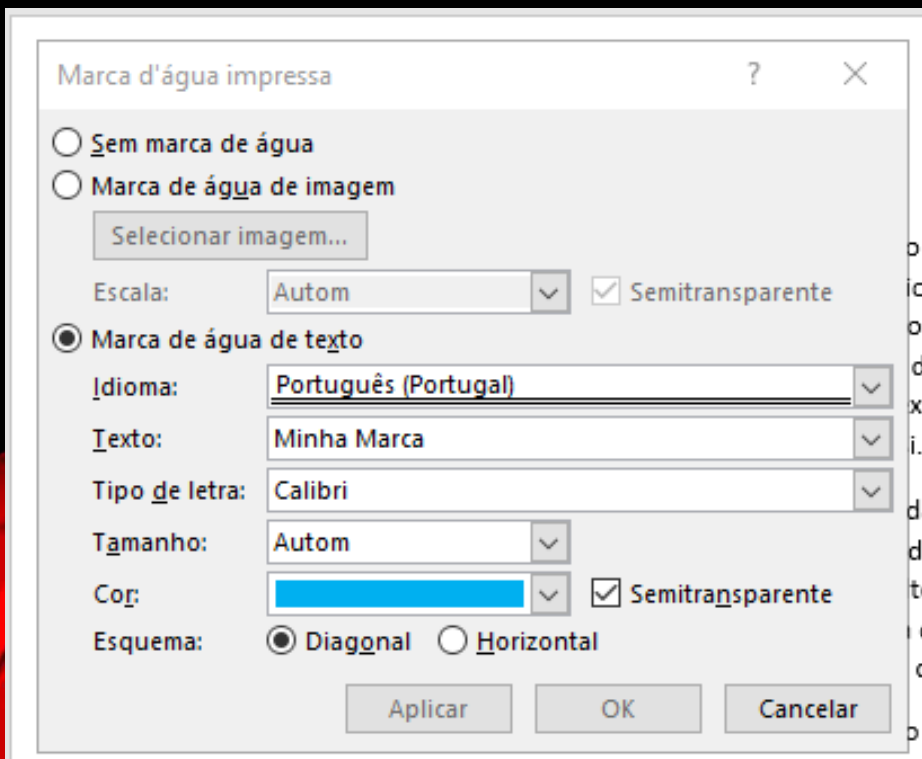 Marca d'água impressa ?
Sem marca de água
Marca de água de imagem
Selecionar imagem...
Escala: Autom Semitransparente
Marca de água de texto
Idioma: Português (Portugal)
Texto: Minha Marca
Tipo de letra: Calibri
Tamanho: Autom
Cor: Semitransparente
Esquema: Diagonal Horizontal
Aplicar OK Cancelar